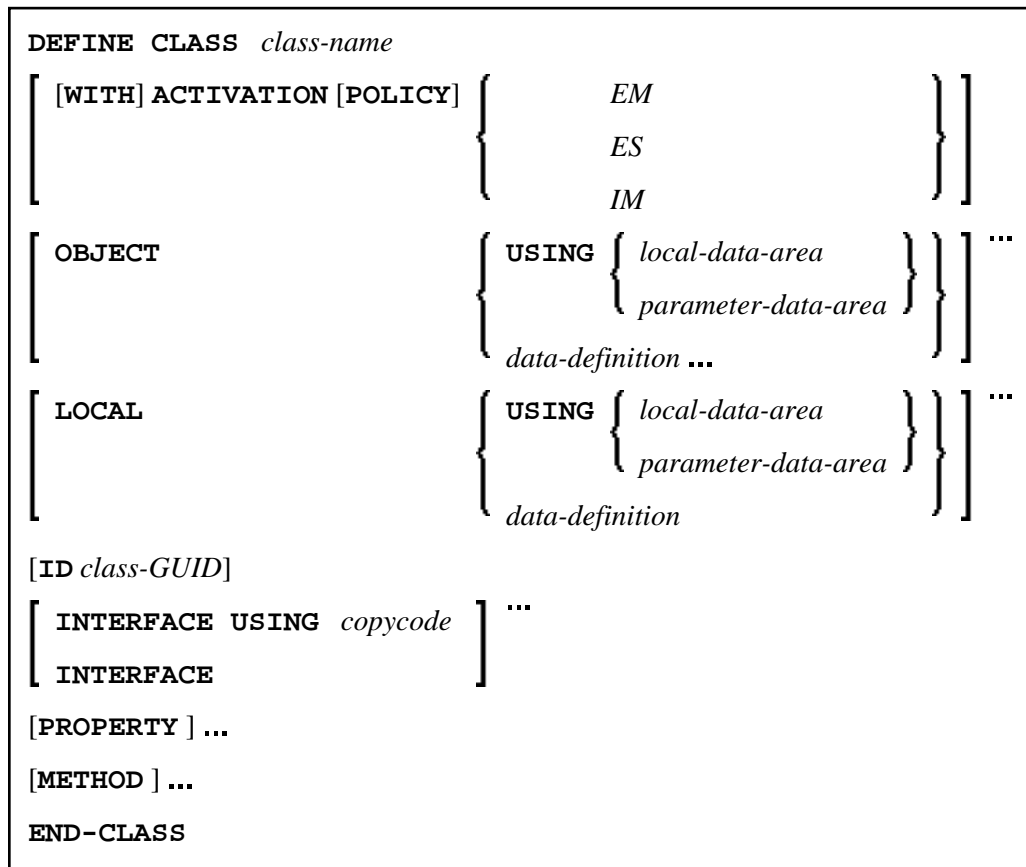 DEFINE CLASS class-name
[WITH] ACTIVATION [POLICY] EM
ES
IM
OBJECT USING local-data-area ...
parameter-data-area
data-definition ...
LOCAL USING local-data-area ...
parameter-data-area
data-definition
[ID class-GUID]
INTERFACE USING copycode ...
INTERFACE
[PROPERTY ] ...
[METHOD ] ...
END-CLASS